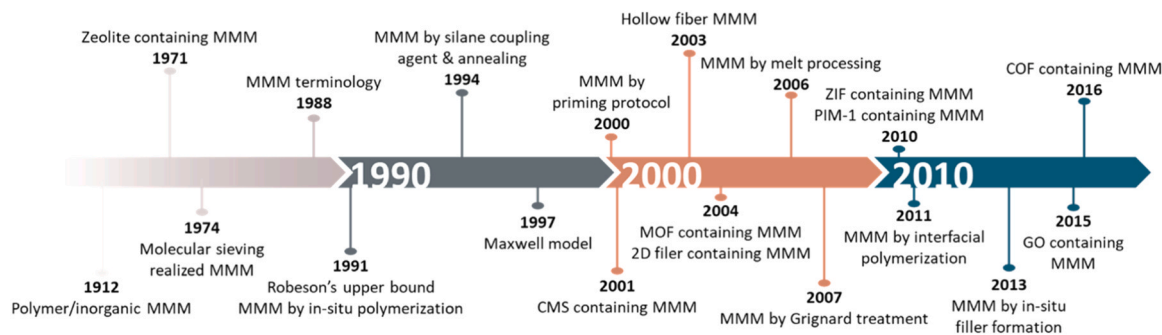 Zeolite containing MMM
1971
MMM terminology
1988
MMM by silane coupling
agent & annealing
1994
MMM by
priming protocol
2000
Hollow fiber MMM
2003
MMM by melt processing
2006
ZIF containing MMM
PIM-1 containing MMM
2010
COF containing MMM
2016
1990
2000
2010
1912
Polymer/inorganic MMM
1974
Molecular sieving
realized MMM
1991
Robeson's upper bound
MMM by in-situ polymerization
1997
Maxwell model
2001
CMS containing MMM
2004
MOF containing MMM
2D filer containing MMM
2007
MMM by Grignard treatment
2011
MMM by interfacial
polymerization
2013
MMM by in-situ
filler formation
2015
GO containing
MMM